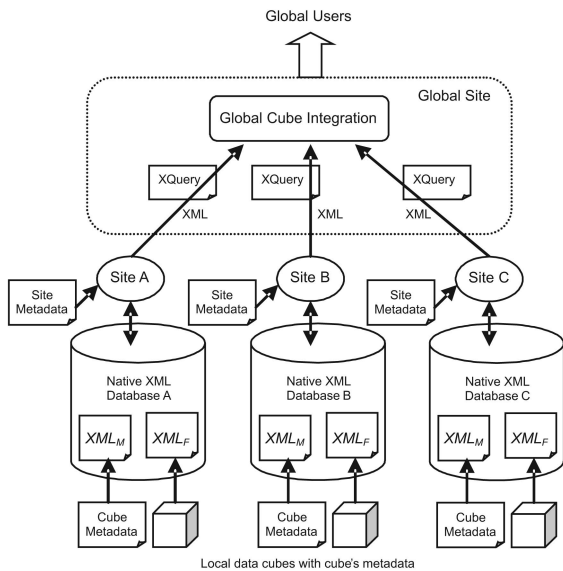 Global Users
Global Site
Global Cube Integration
XQuery
XQuery
XQuery
XML
XML
XML
Site A
Site B
Site C
Site
Metadata
Site
Metadata
Site
Metadata
Native XML
Database A
Native XML
Database B
Native XML
Database C
XML_M
XML_F
XML_M
XML_F
XML_M
XML_F
Cube
Metadata
Cube
Metadata
Cube
Metadata
Local data cubes with cube's metadata